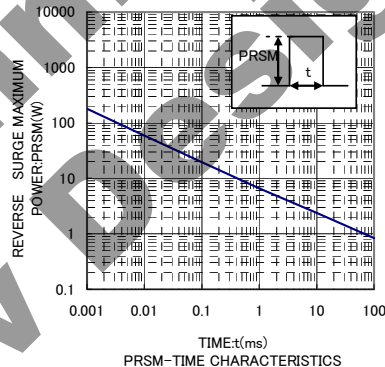 10000
1000
100
10
1
0.1
REVERSE SURGE MAXIMUM
POWER:PRSM(W)
PRSM
t
0.001 0.01 0.1 1 10 100
TIME:t(ms)
PRSM-TIME CHARACTERISTICS